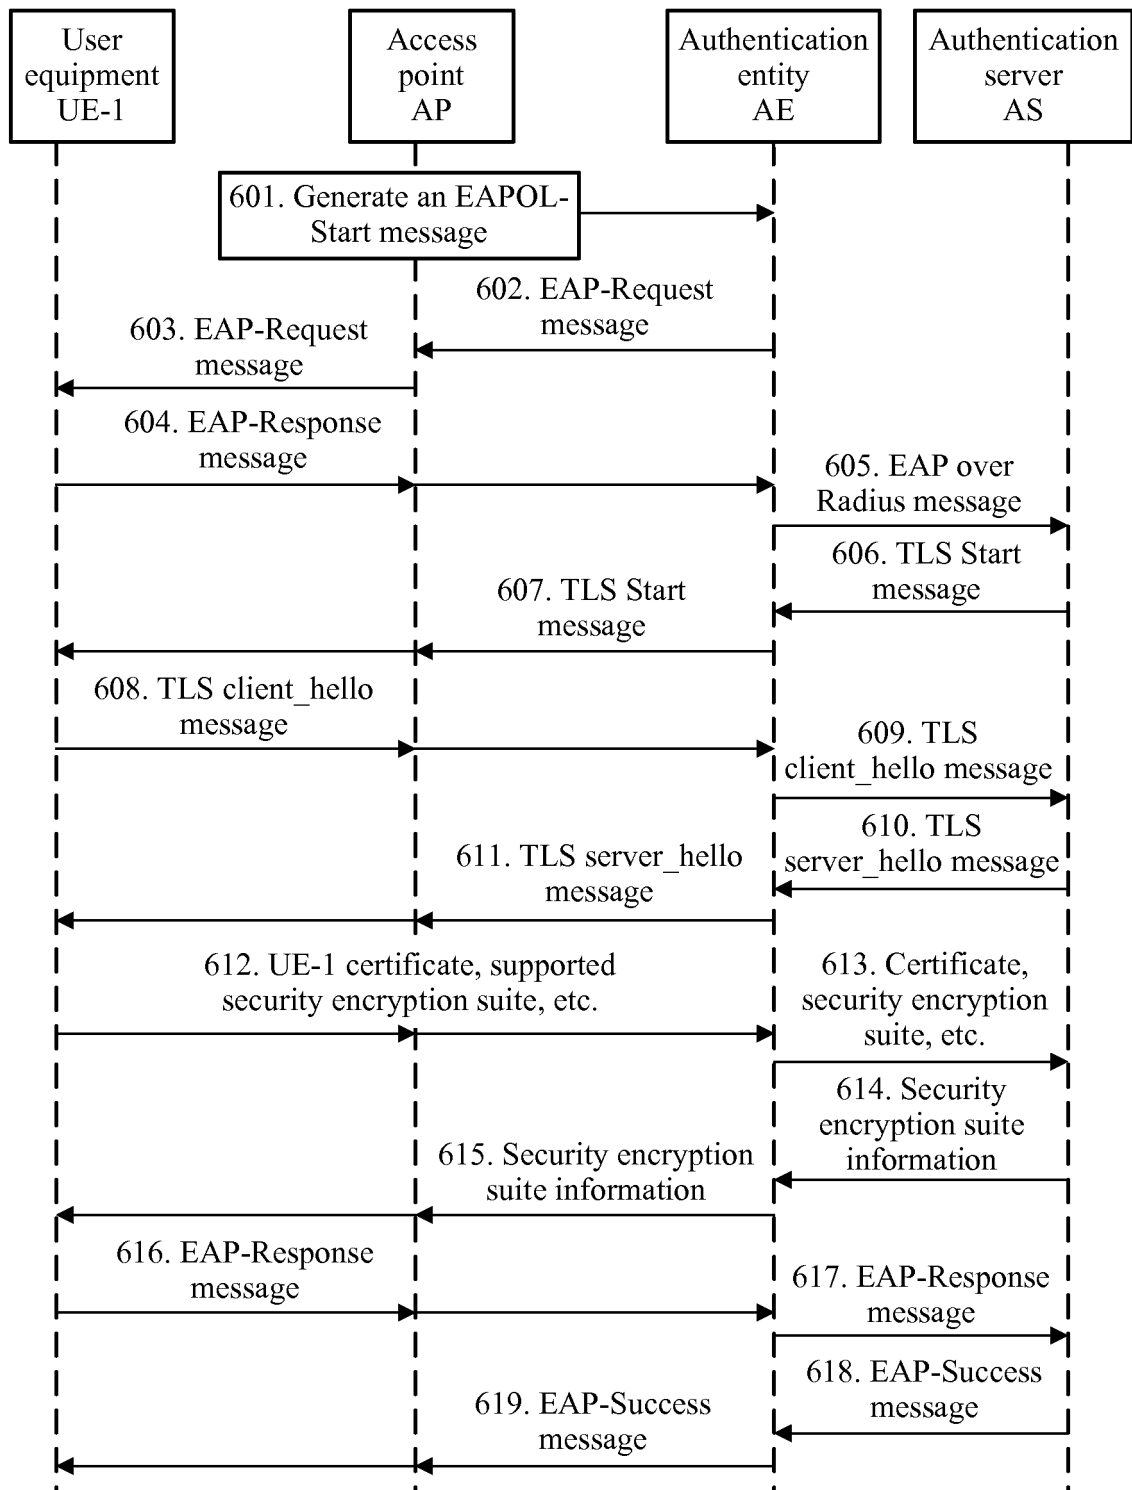 User
equipment
UE-1
Access
point
AP
Authentication
entity
AE
Authentication
server
AS
601. Generate an EAPOL-
Start message
602. EAP-Request
message
603. EAP-Request
message
604. EAP-Response
message
605. EAP over
Radius message
606. TLS Start
message
607. TLS Start
message
608. TLS client_hello
message
609. TLS
client_hello message
610. TLS
server_hello message
611. TLS server_hello
message
612. UE-1 certificate, supported
security encryption suite, etc.
613. Certificate,
security encryption
suite, etc.
614. Security
encryption suite
information
615. Security encryption
suite information
616. EAP-Response
message
617. EAP-Response
message
618. EAP-Success
message
619. EAP-Success
message